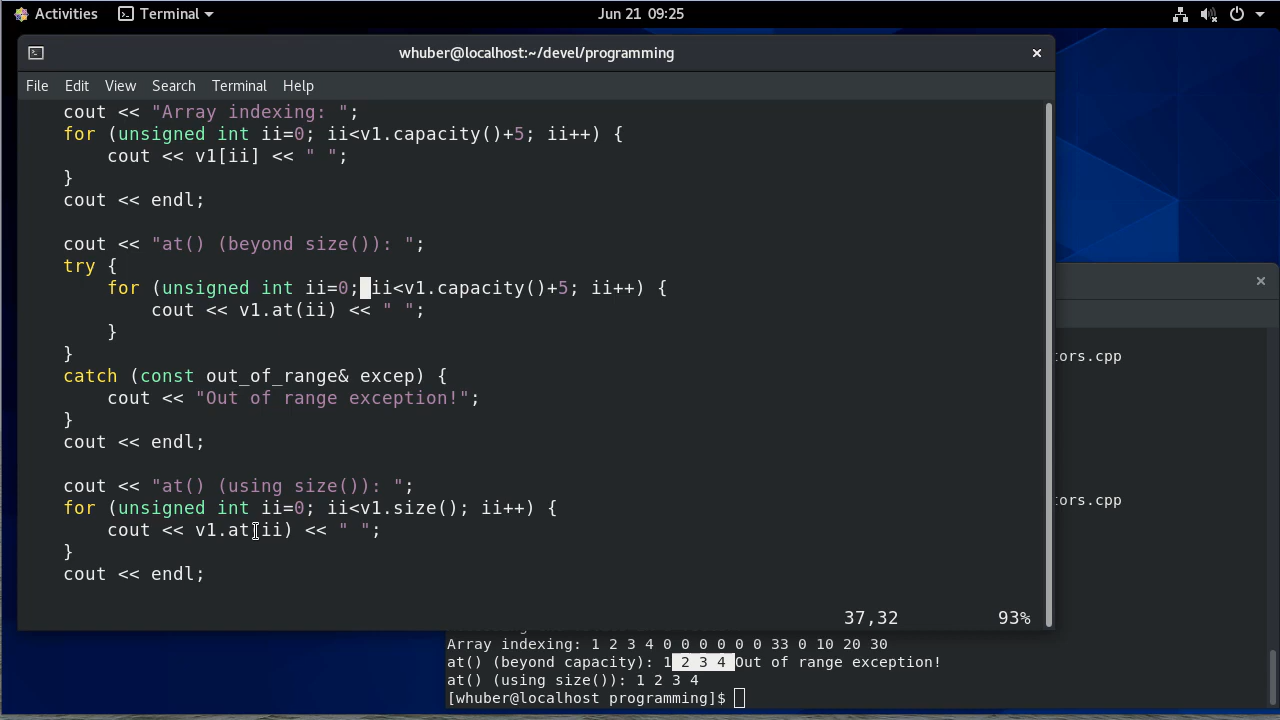 Activities Terminal Jun 21 09:25
whuber@localhost:~/devel/programming
File Edit View Search Terminal Help
cout << "Array indexing: ";
for (unsigned int ii=0; ii<v1.capacity()+5; ii++) {
cout << v1[ii] << " ";
}
cout << endl;
cout << "at() (beyond size()): ";
try {
for (unsigned int ii=0; ii<v1.capacity()+5; ii++) {
cout << v1.at(ii) << " ";
}
}
catch (const out_of_range& excep) {
cout << "Out of range exception!";
}
cout << endl;
cout << "at() (using size()): ";
for (unsigned int ii=0; ii<v1.size(); ii++) {
cout << v1.at(ii) << " ";
}
cout << endl;
37,32 93%
tors.cpp
tors.cpp
Array indexing: 1 2 3 4 0 0 0 0 0 0 33 0 10 20 30
at() (beyond capacity): 1 2 3 4 Out of range exception!
at() (using size()): 1 2 3 4
[whuber@localhost programming]$